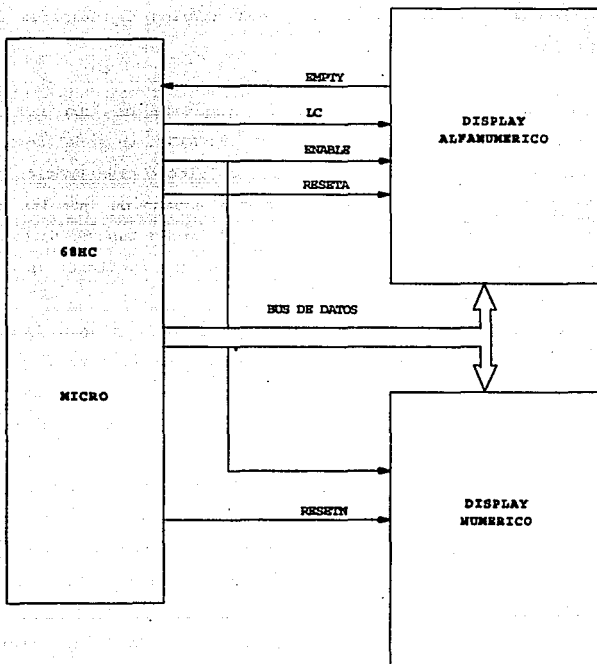 EMPTY
LC
ENABLE
RESETA
DISPLAY
ALFANUMERICO
68HC
MICRO
BUS DE DATOS
RESETN
DISPLAY
NUMERICO